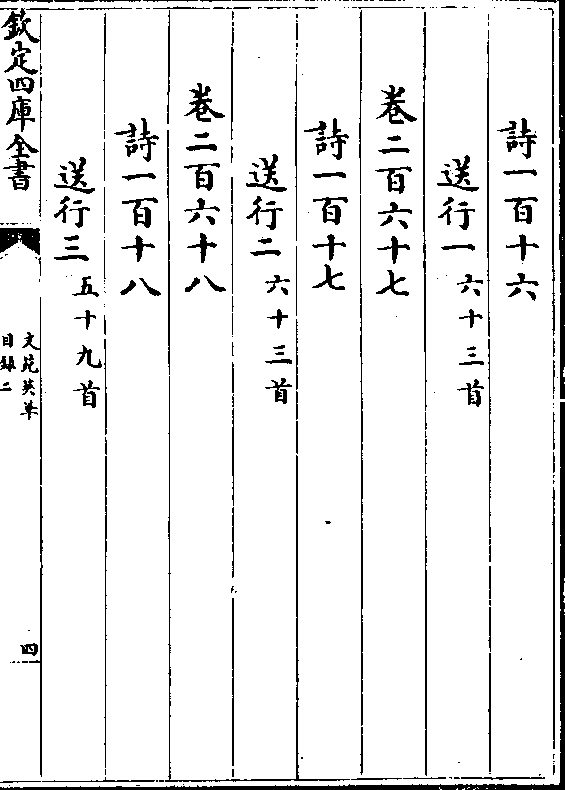 詩一百十六
送行一六十三首
卷二百六十七
詩一百十七
送行二六十三首
卷二百六十八
詩一百十八
送行三五十九首
欽定四庫全書
文苑英華
目錄二
四